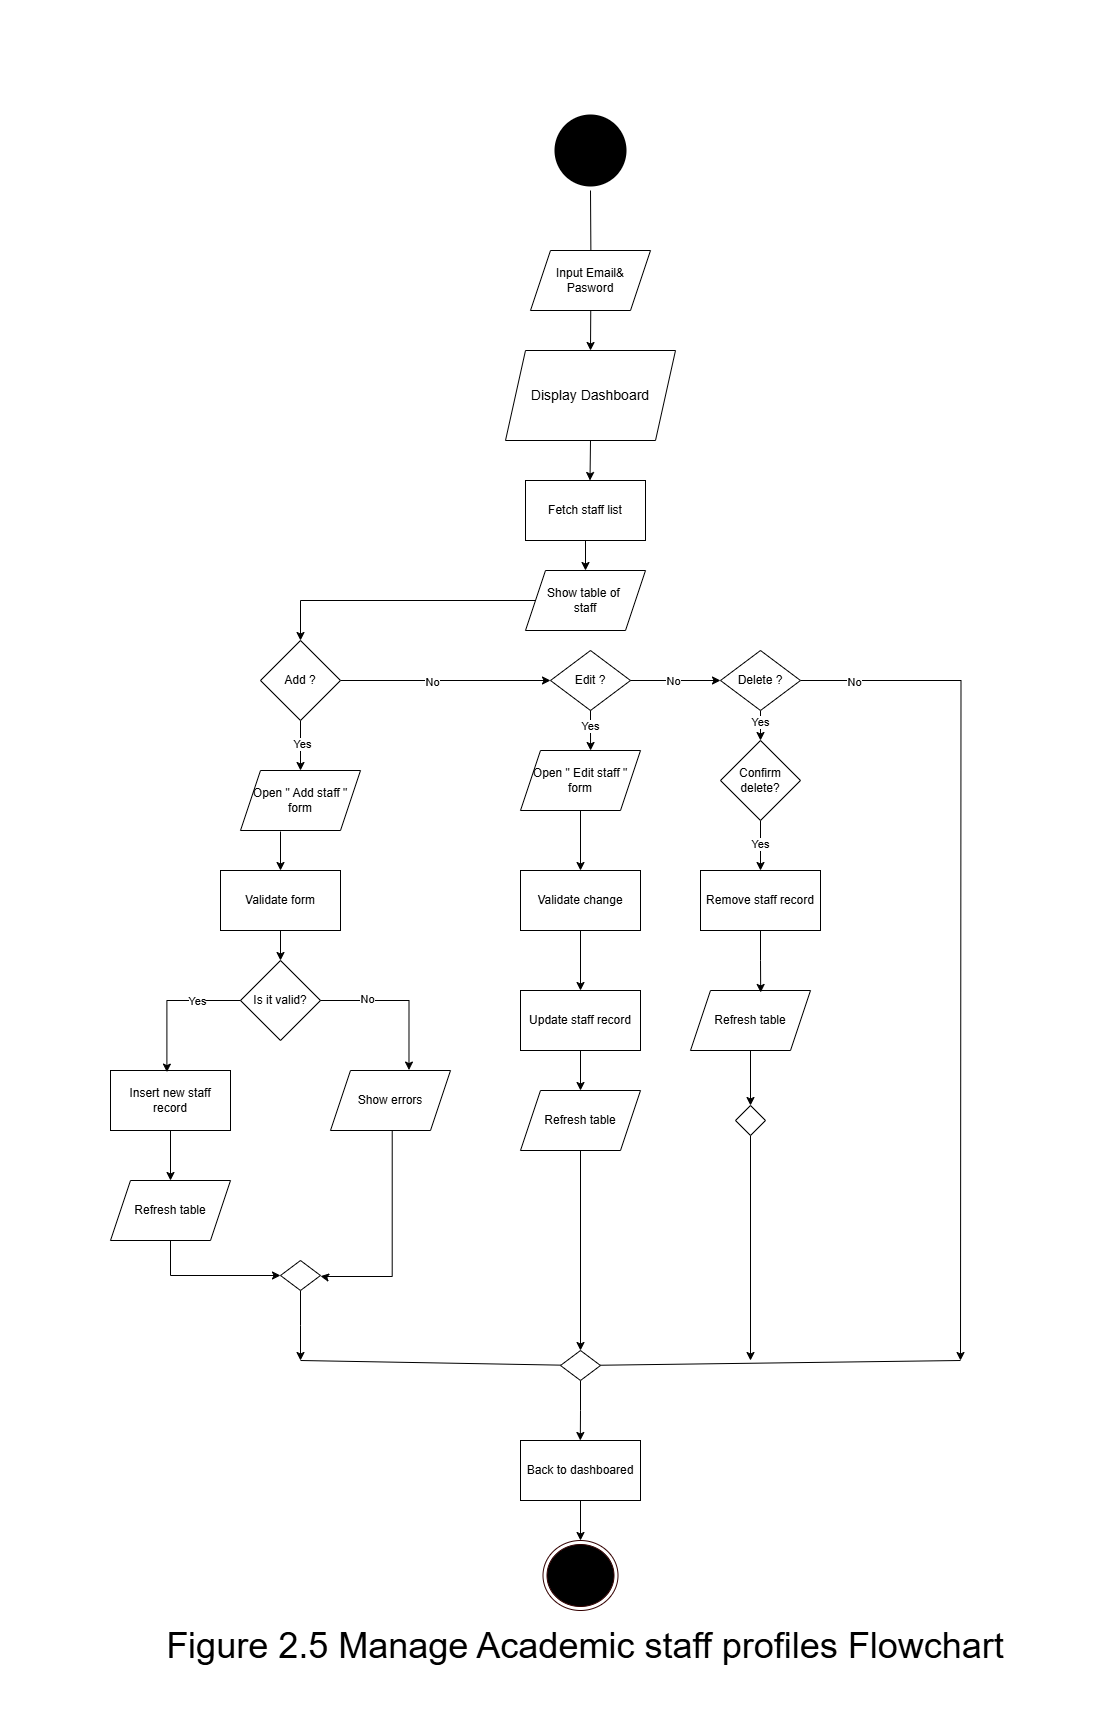 Input Email&
Pasword
Display Dashboard
Fetch staff list
Show table of
staff
Add ?
No
Edit ?
No
Delete ?
No
Yes
Yes
Yes
Open " Add staff "
form
Open " Edit staff "
form
Confirm
delete?
Yes
Validate form
Validate change
Remove staff record
Is it valid?
Yes
No
Update staff record
Refresh table
Insert new staff
record
Show errors
Refresh table
Refresh table
Back to dashboared
Figure 2.5 Manage Academic staff profiles Flowchart